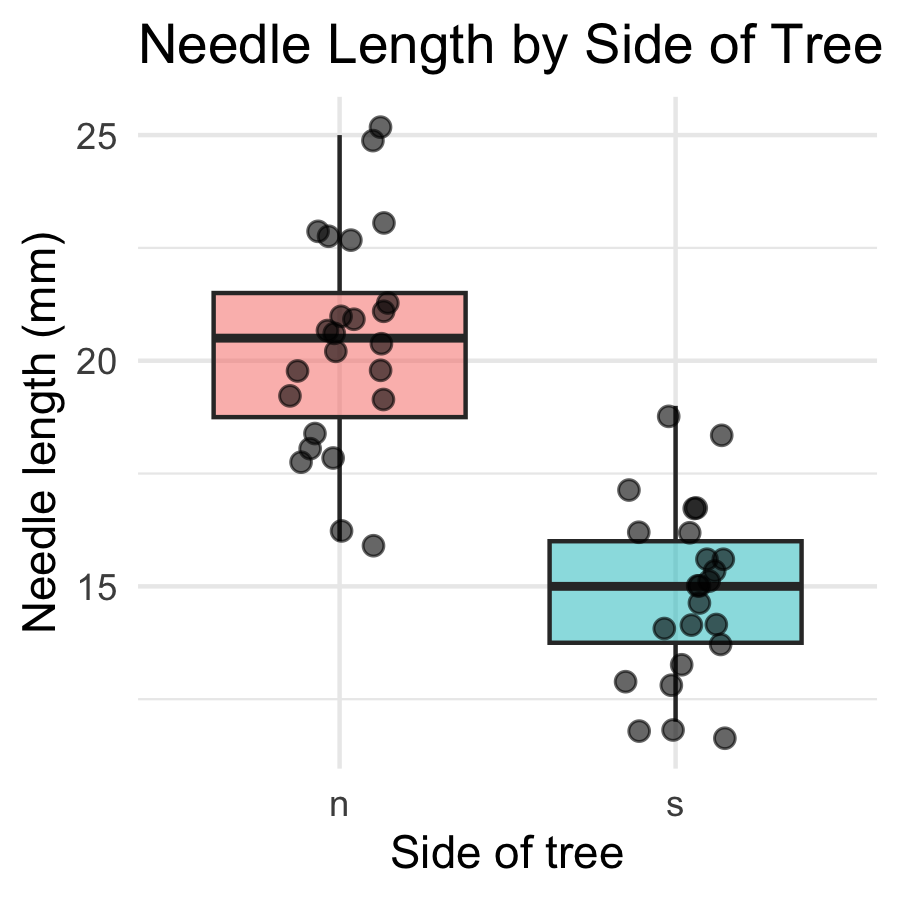 Needle Length by Side of Tree
Needle length (mm)
25
20
15
n
s
Side of tree